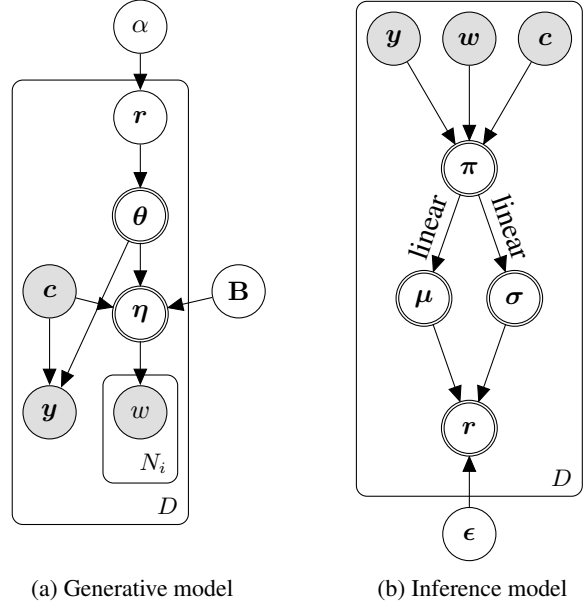 α
r
θ
c
η
B
y
w
N_i
D
(a) Generative model
y w c
π
linear linear
μ σ
r
D
ϵ
(b) Inference model